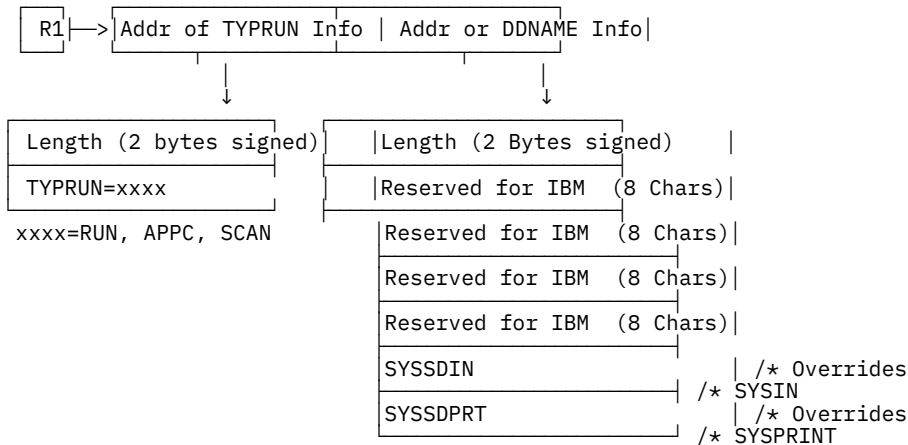 R1 Addr of TYPRUN Info | Addr or DDNAME Info
Length (2 bytes signed) Length (2 Bytes signed)
TYPRUN=xxxx Reserved for IBM (8 Chars)
xxxx=RUN, APPC, SCAN Reserved for IBM (8 Chars)
Reserved for IBM (8 Chars)
Reserved for IBM (8 Chars)
SYSSDIN /* Overrides
/* SYSIN
SYSSDPRT /* Overrides
/* SYSPRINT